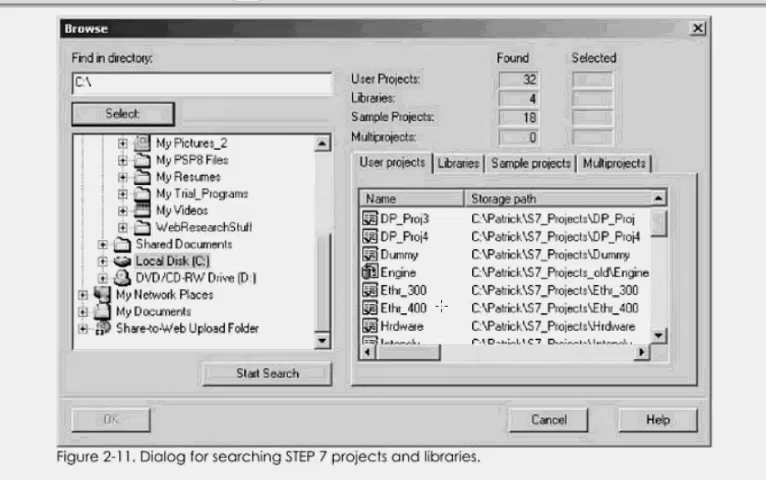 Browse
Find in directory:
C:\
Select
My Pictures_2
My PSP8 Files
My Resumes
My Trial_Programs
My Videos
WebResearchStuff
Shared Documents
Local Disk (C:)
DVD/CD-RW Drive (D:)
My Network Places
My Documents
Share-to-Web Upload Folder
Start Search
Found Selected
User Projects: 32
Libraries: 4
Sample Projects: 18
Multiprojects: 0
User projects Libraries Sample projects Multiprojects
Name Storage path
DP_Proj3 C:\Patrick\S7_Projects\DP_Proj
DP_Proj4 C:\Patrick\S7_Projects\DP_Proj4
Dummy C:\Patrick\S7_Projects\Dummy
Engine C:\Patrick\S7_Projects_old\Engine
Ethr_300 C:\Patrick\S7_Projects\Ethr_300
Ethr_400 C:\Patrick\S7_Projects\Ethr_400
Hrdware C:\Patrick\S7_Projects\Hrdware
OK Cancel Help
Figure 2-11. Dialog for searching STEP 7 projects and libraries.